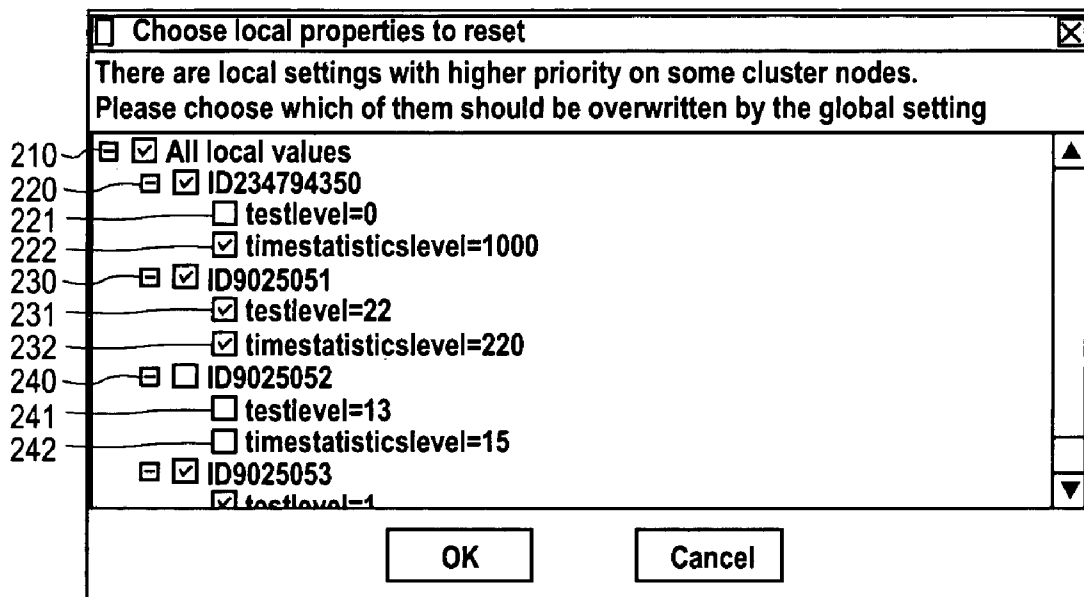 Choose local properties to reset
There are local settings with higher priority on some cluster nodes.
Please choose which of them should be overwritten by the global setting
210 All local values
220 ID234794350
221 testlevel=0
222 timestatisticslevel=1000
230 ID9025051
231 testlevel=22
232 timestatisticslevel=220
240 ID9025052
241 testlevel=13
242 timestatisticslevel=15
ID9025053
testlevel=1
OK Cancel